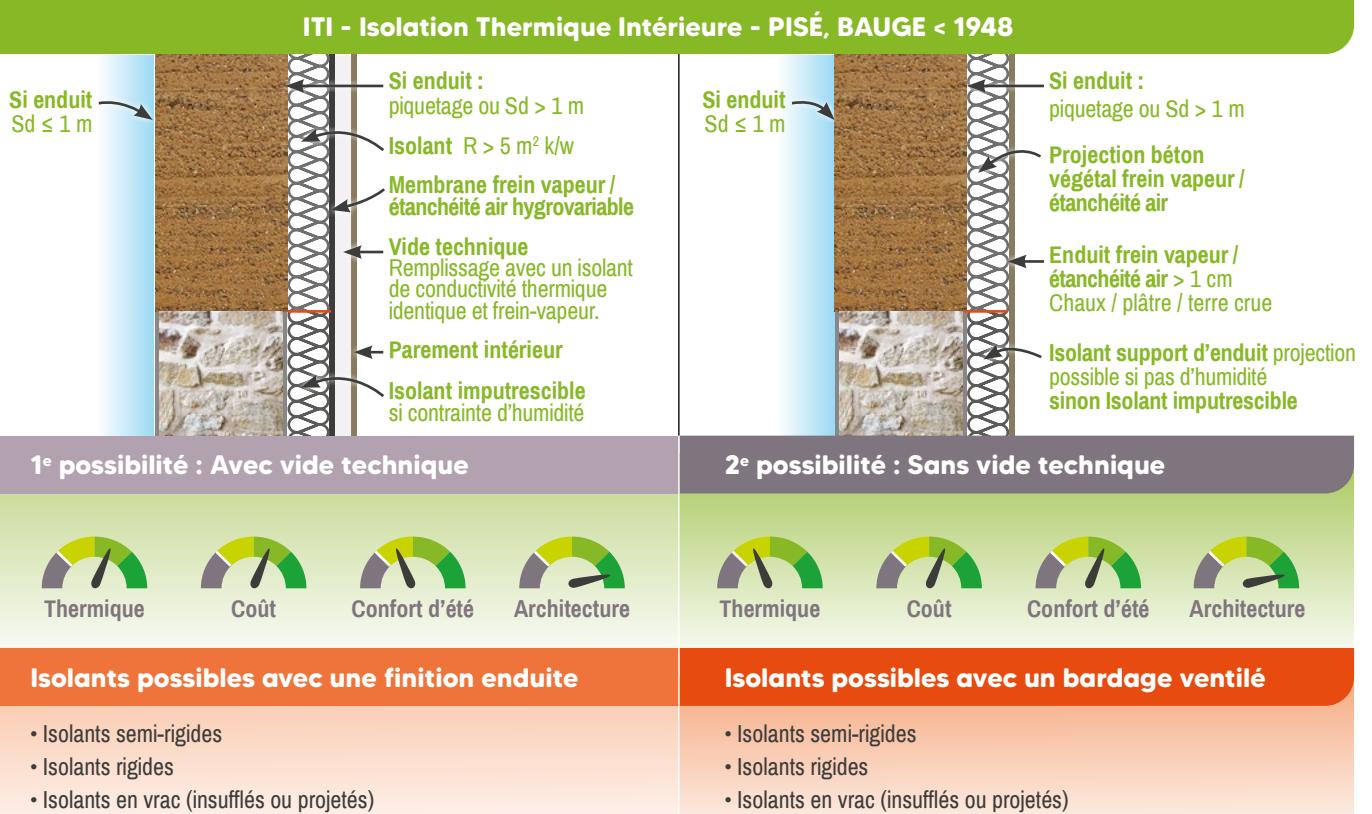 ITI - Isolation Thermique Intérieure - PISÉ, BAUGE < 1948
Si enduit
Sd ≤ 1 m
Si enduit :
piquetage ou Sd > 1 m
Isolant R > 5 m² k/w
Membrane frein vapeur /
étanchéité air hygrovariable
Vide technique
Remplissage avec un isolant
de conductivité thermique
identique et frein-vapeur.
Parement intérieur
Isolant imputrescible
si contrainte d’humidité
Si enduit
Sd ≤ 1 m
Si enduit :
piquetage ou Sd > 1 m
Projection béton
végétal frein vapeur /
étanchéité air
Enduit frein vapeur /
étanchéité air > 1 cm
Chaux / plâtre / terre crue
Isolant support d’enduit projection
possible si pas d’humidité
sinon Isolant imputrescible
1e possibilité : Avec vide technique
2e possibilité : Sans vide technique
Thermique Coût Confort d’été Architecture
Thermique Coût Confort d’été Architecture
Isolants possibles avec une finition enduite
• Isolants semi-rigides
• Isolants rigides
• Isolants en vrac (insufflés ou projetés)
Isolants possibles avec un bardage ventilé
• Isolants semi-rigides
• Isolants rigides
• Isolants en vrac (insufflés ou projetés)